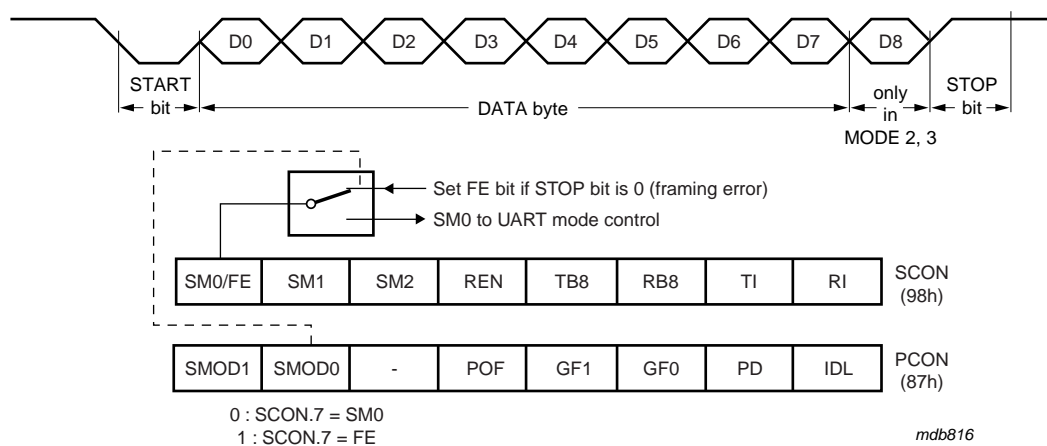 D0 D1 D2 D3 D4 D5 D6 D7 D8
START
bit
DATA byte
only
in
MODE 2, 3
STOP
bit
Set FE bit if STOP bit is 0 (framing error)
SM0 to UART mode control
SM0/FE SM1 SM2 REN TB8 RB8 TI RI
SCON
(98h)
SMOD1 SMOD0 - POF GF1 GF0 PD IDL
PCON
(87h)
0 : SCON.7 = SM0
1 : SCON.7 = FE
mdb816